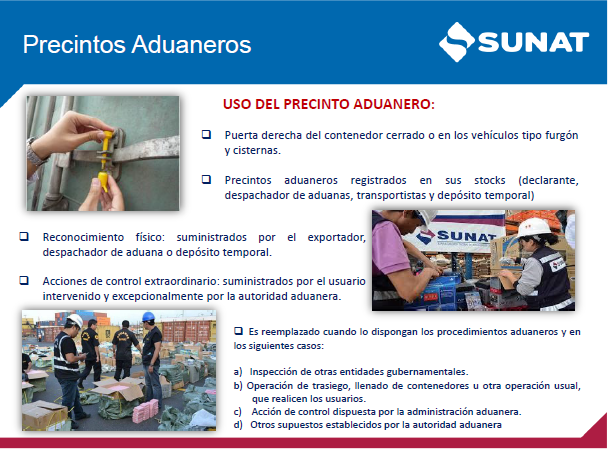 Precintos Aduaneros
SUNAT
USO DEL PRECINTO ADUANERO:
❑ Puerta derecha del contenedor cerrado o en los vehículos tipo furgón
y cisternas.
❑ Precintos aduaneros registrados en sus stocks (declarante,
despachador de aduanas, transportistas y depósito temporal)
❑ Reconocimiento físico: suministrados por el exportador,
despachador de aduana o depósito temporal.
❑ Acciones de control extraordinario: suministrados por el usuario
intervenido y excepcionalmente por la autoridad aduanera.
SUNAT
❑ Es reemplazado cuando lo dispongan los procedimientos aduaneros y en
los siguientes casos:
a) Inspección de otras entidades gubernamentales.
b) Operación de trasiego, llenado de contenedores u otra operación usual,
que realicen los usuarios.
c) Acción de control dispuesta por la administración aduanera.
d) Otros supuestos establecidos por la autoridad aduanera